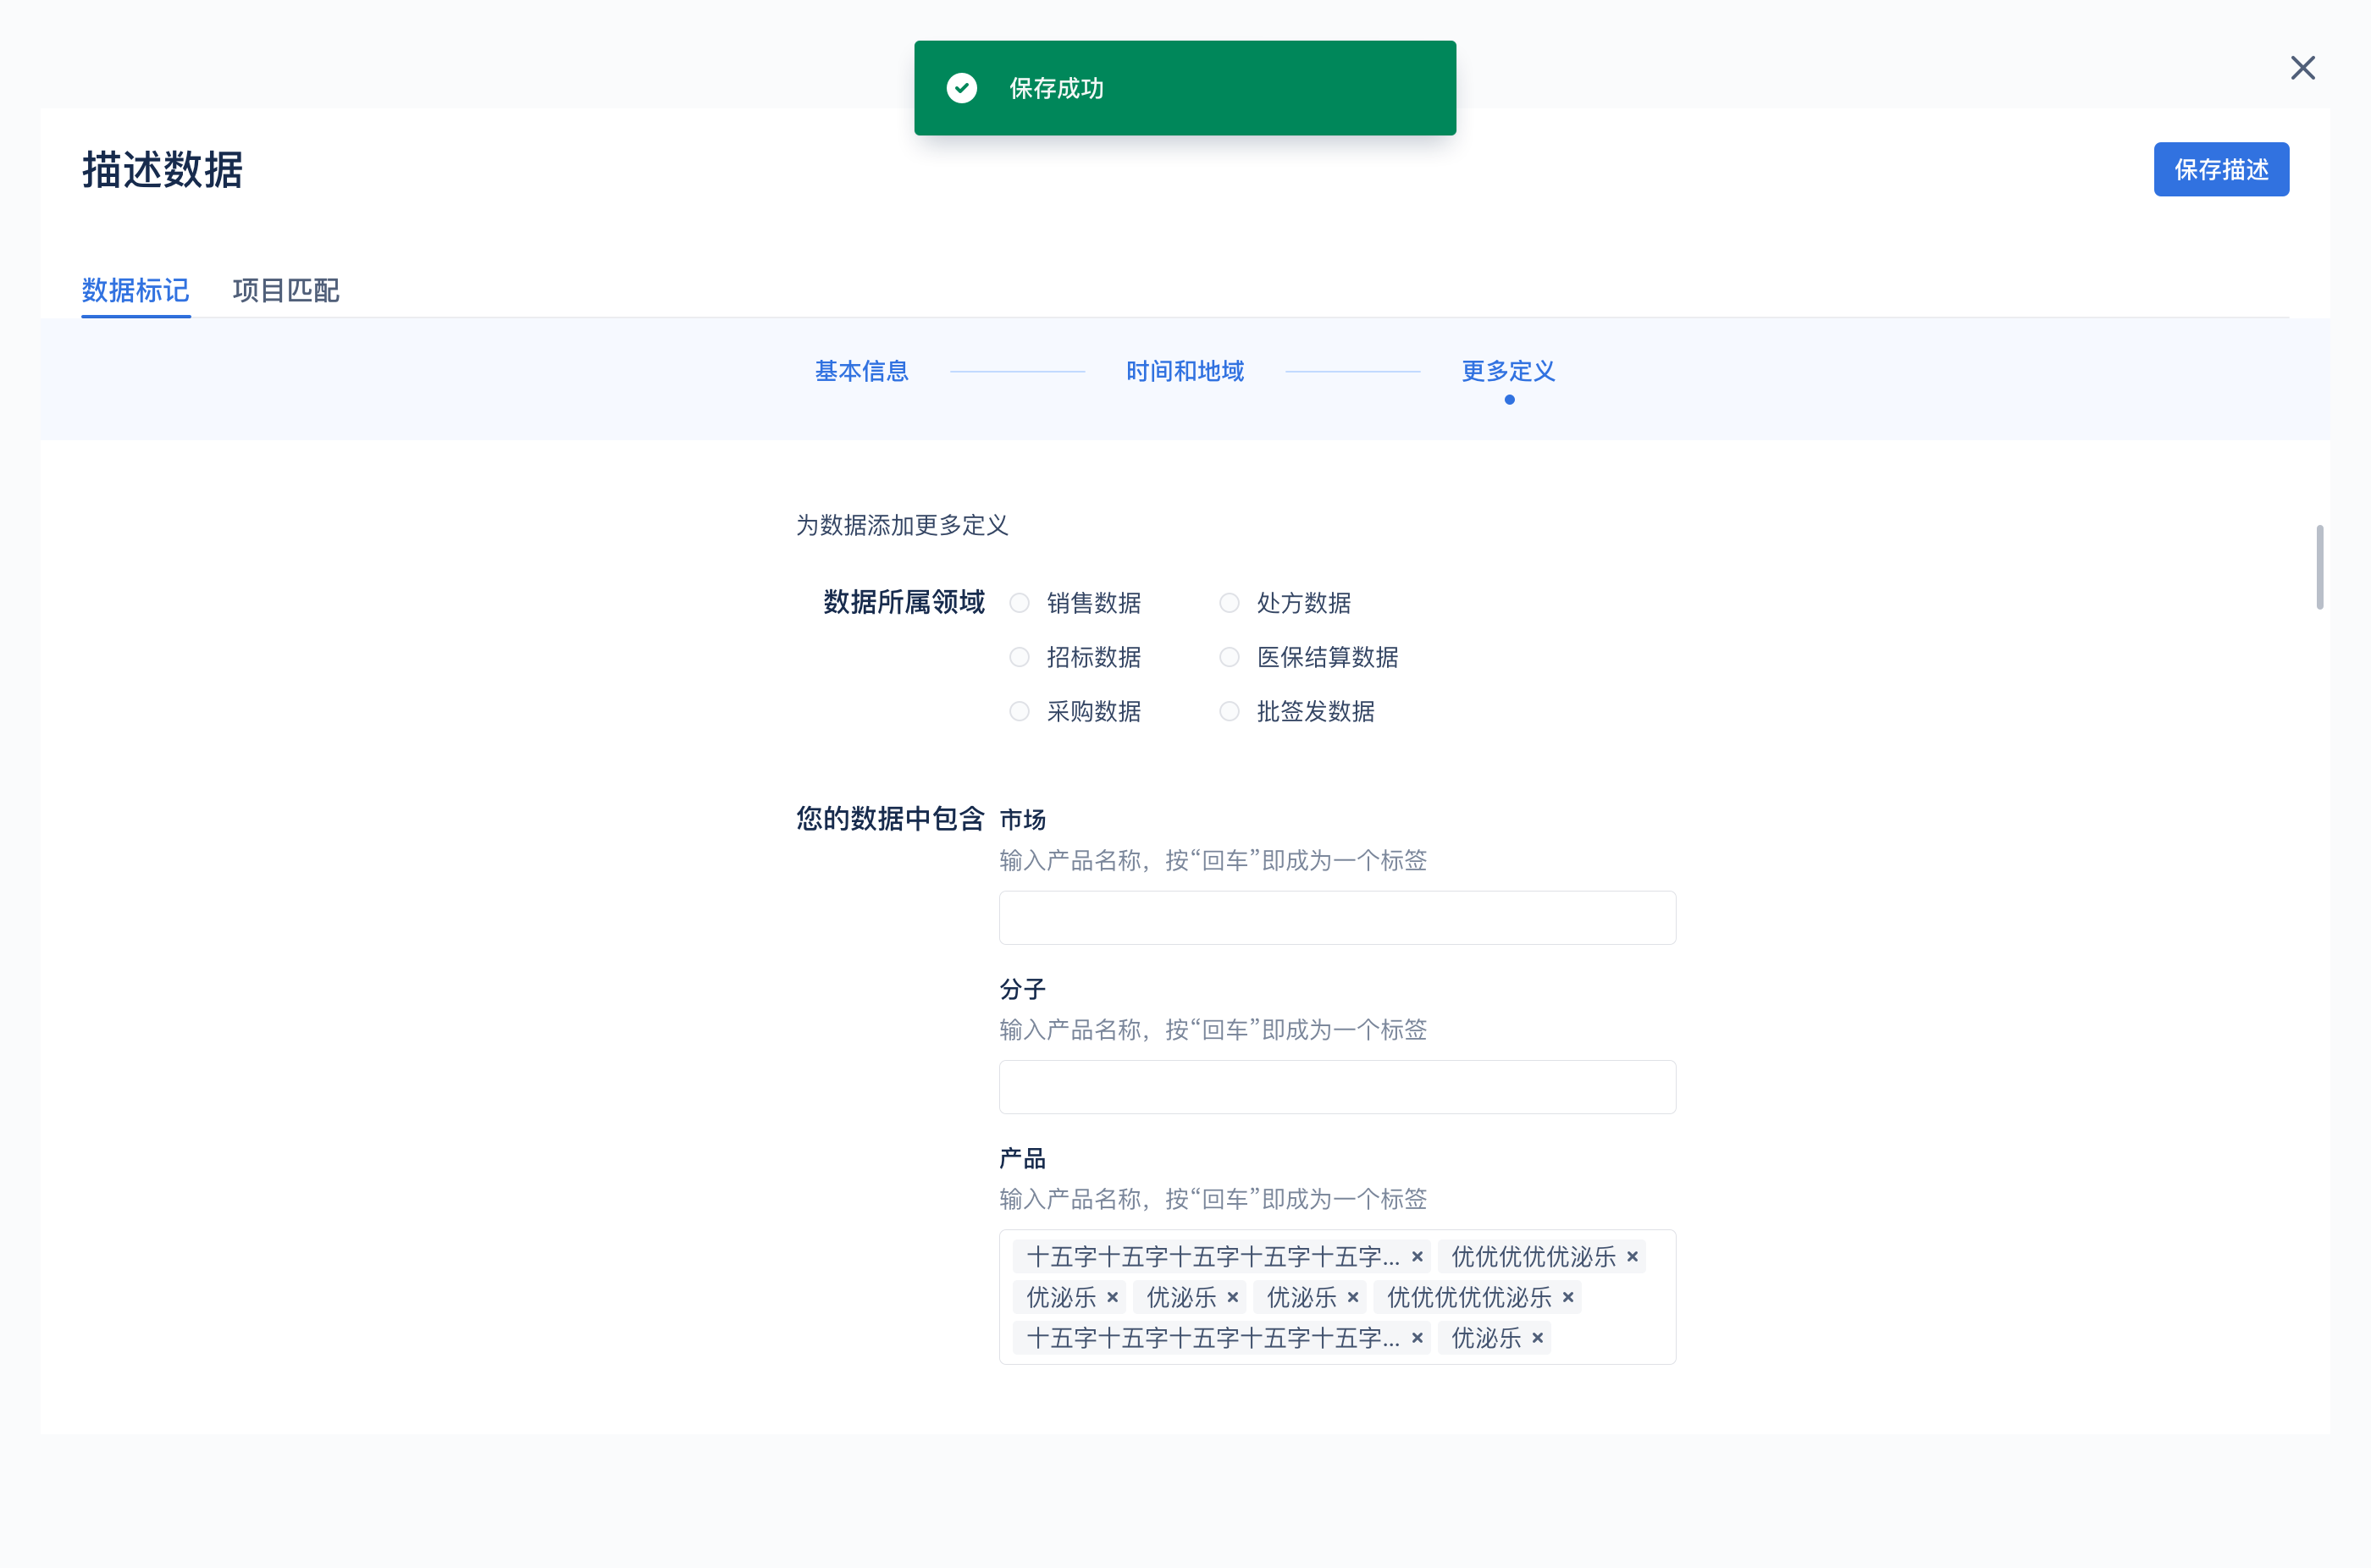 保存成功
描述数据
保存描述
数据标记 项目匹配
基本信息 时间和地域 更多定义
为数据添加更多定义
数据所属领域 销售数据 处方数据
招标数据 医保结算数据
采购数据 批签发数据
您的数据中包含 市场
输入产品名称，按“回车”即成为一个标签
分子
输入产品名称，按“回车”即成为一个标签
产品
输入产品名称，按“回车”即成为一个标签
十五字十五字十五字十五字十五字... 优优优优优泌乐
优泌乐 优泌乐 优泌乐 优优优优优泌乐
十五字十五字十五字十五字十五字... 优泌乐